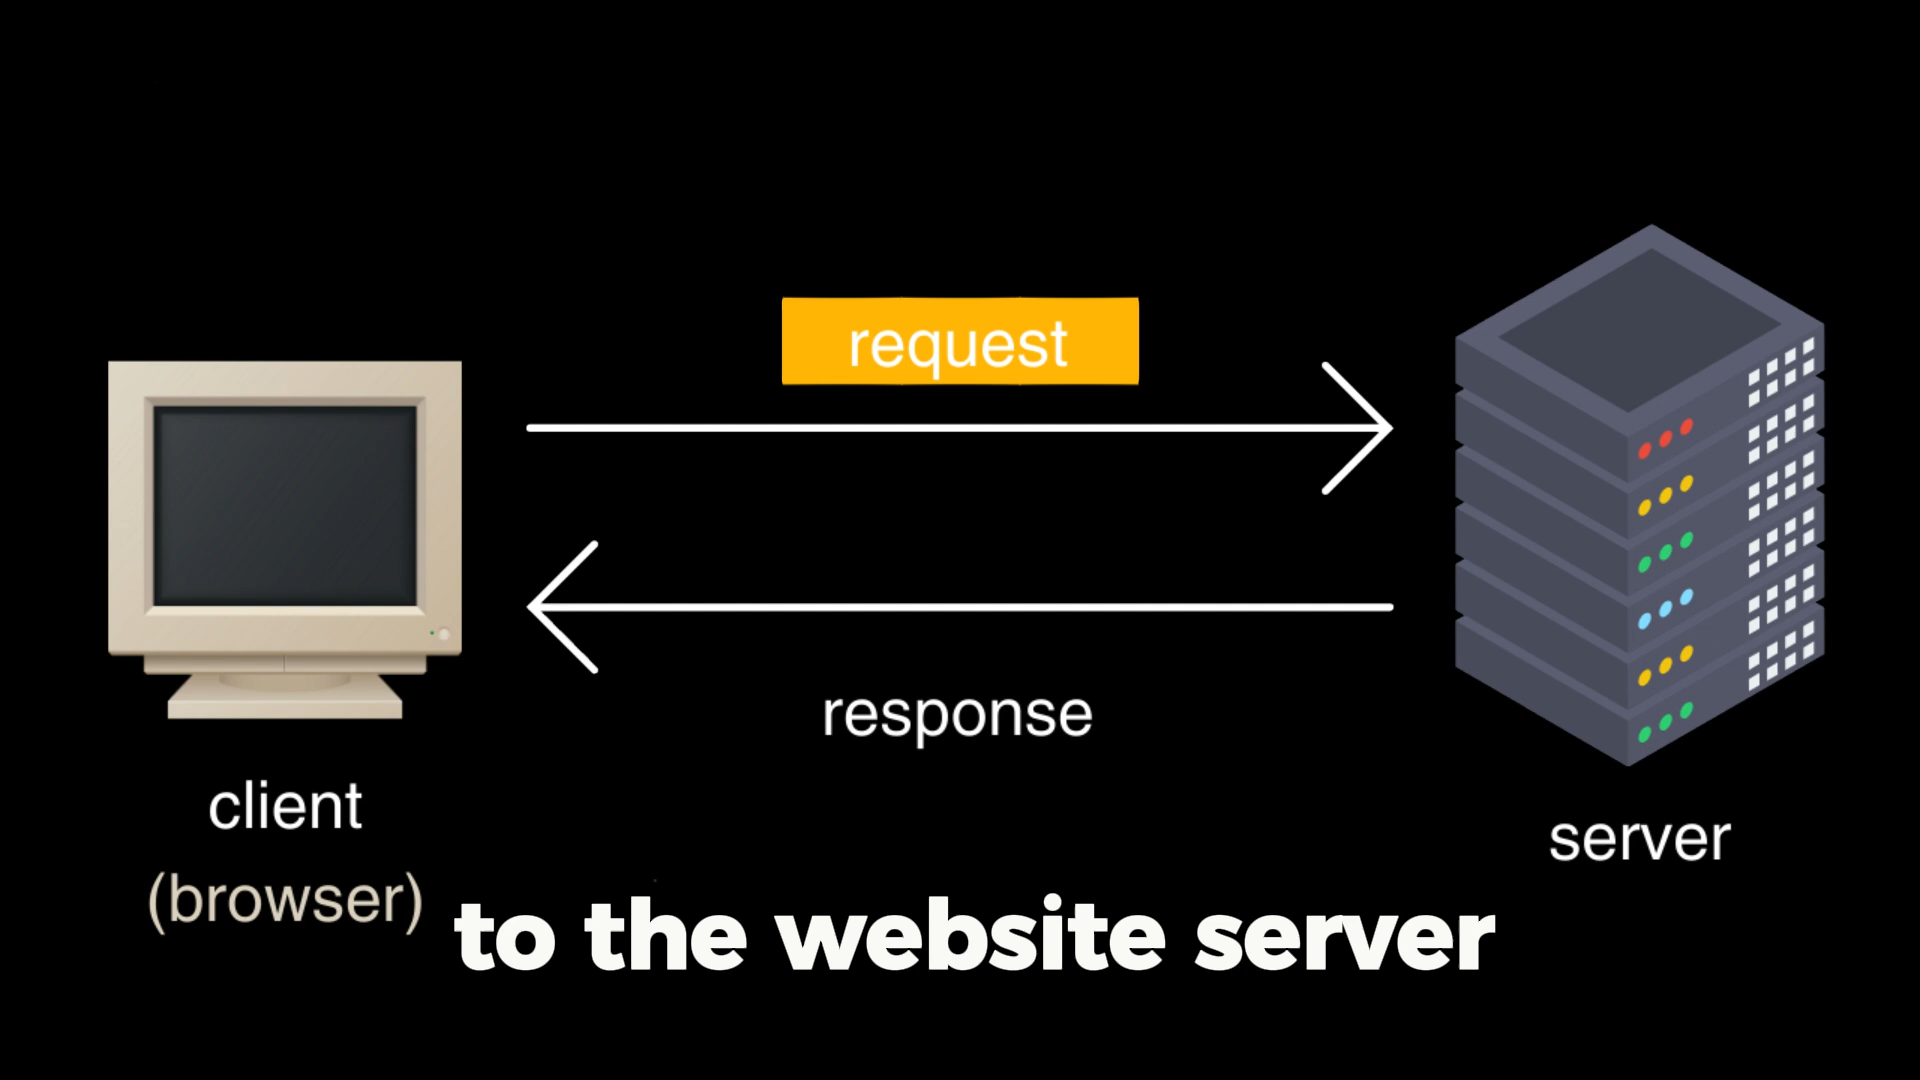 request
response
client
(browser)
server
to the website server